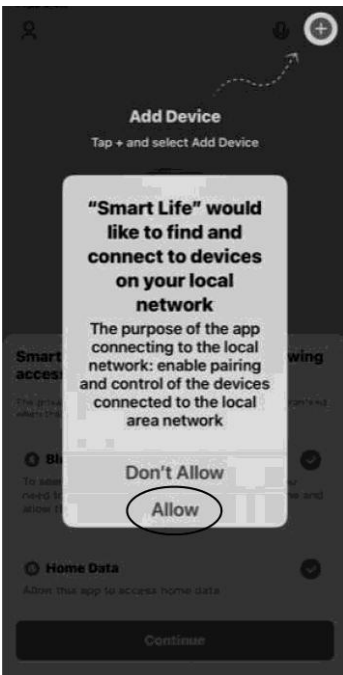 Add Device
Tap + and select Add Device
“Smart Life” would
like to find and
connect to devices
on your local
network
The purpose of the app
connecting to the local
network: enable pairing
and control of the devices
connected to the local
area network
Smart
wing
access
Bl
Don't Allow
Allow
Home Data
Allow this app to access home data
Continue